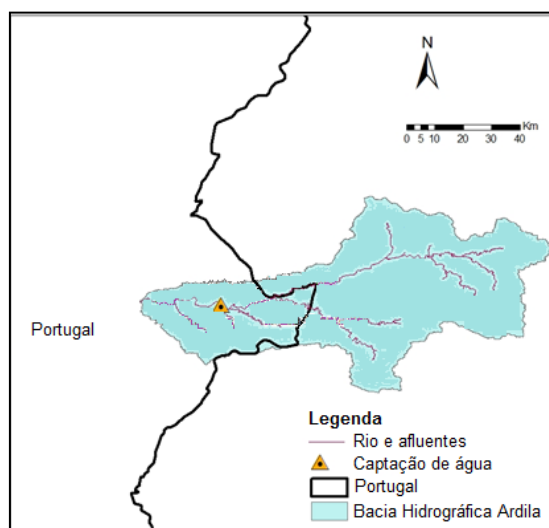 N
Km
0 5 10 20 30 40
Portugal
Legenda
Rio e afluentes
Captação de água
Portugal
Bacia Hidrográfica Ardila